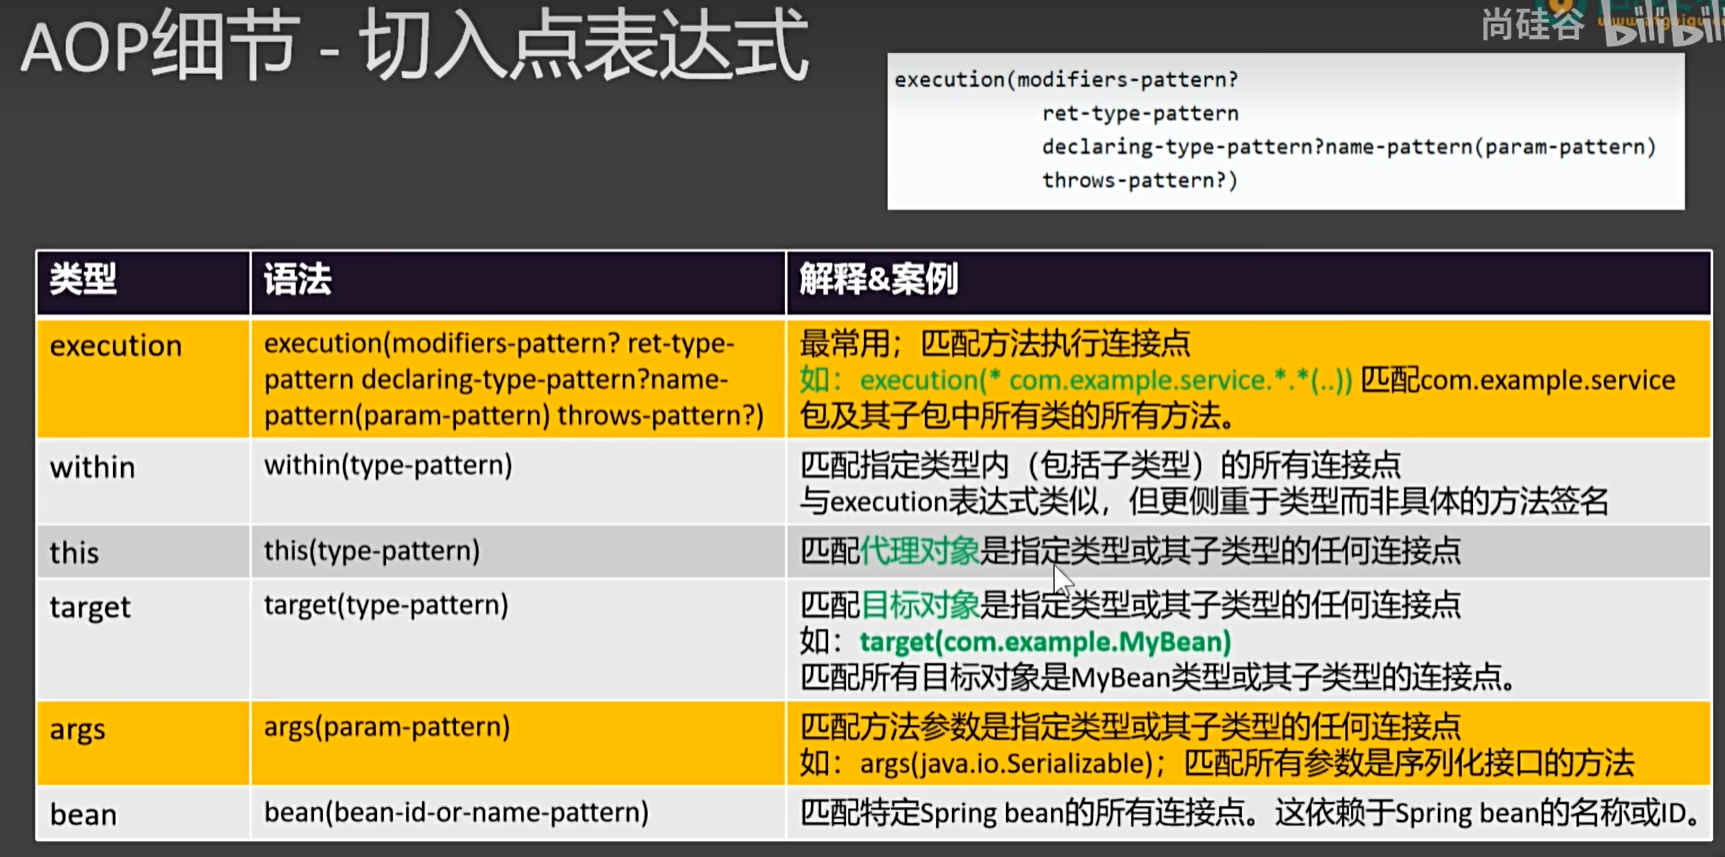 AOP细节 - 切入点表达式
尚硅谷
bilibili
execution(modifiers-pattern?
ret-type-pattern
declaring-type-pattern?name-pattern(param-pattern)
throws-pattern?)
类型 语法 解释&案例
execution
execution(modifiers-pattern? ret-type-
pattern declaring-type-pattern?name-
pattern(param-pattern) throws-pattern?)
最常用；匹配方法执行连接点
如：execution(* com.example.service.*.*(..)) 匹配com.example.service
包及其子包中所有类的所有方法。
within
within(type-pattern)
匹配指定类型内（包括子类型）的所有连接点
与execution表达式类似，但更侧重于类型而非具体的方法签名
this
this(type-pattern)
匹配代理对象是指定类型或其子类型的任何连接点
target
target(type-pattern)
匹配目标对象是指定类型或其子类型的任何连接点
如：target(com.example.MyBean)
匹配所有目标对象是MyBean类型或其子类型的连接点。
args
args(param-pattern)
匹配方法参数是指定类型或其子类型的任何连接点
如：args(java.io.Serializable)；匹配所有参数是序列化接口的方法
bean
bean(bean-id-or-name-pattern)
匹配特定Spring bean的所有连接点。这依赖于Spring bean的名称或ID。